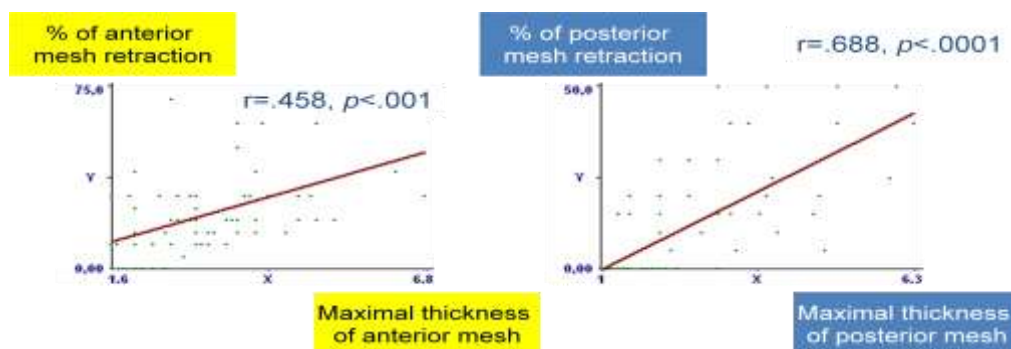 % of anterior
mesh retraction
% of posterior
mesh retraction
r=.458, p<.001
r=.688, p<.0001
75,0
Y
0,00
1.6
X
6.8
50,0
Y
0,00
1
X
6.3
Maximal thickness
of anterior mesh
Maximal thickness
of posterior mesh